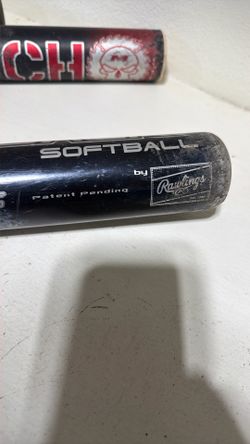 CH
SOFTBALL
by
Patent Pending
Rawlings